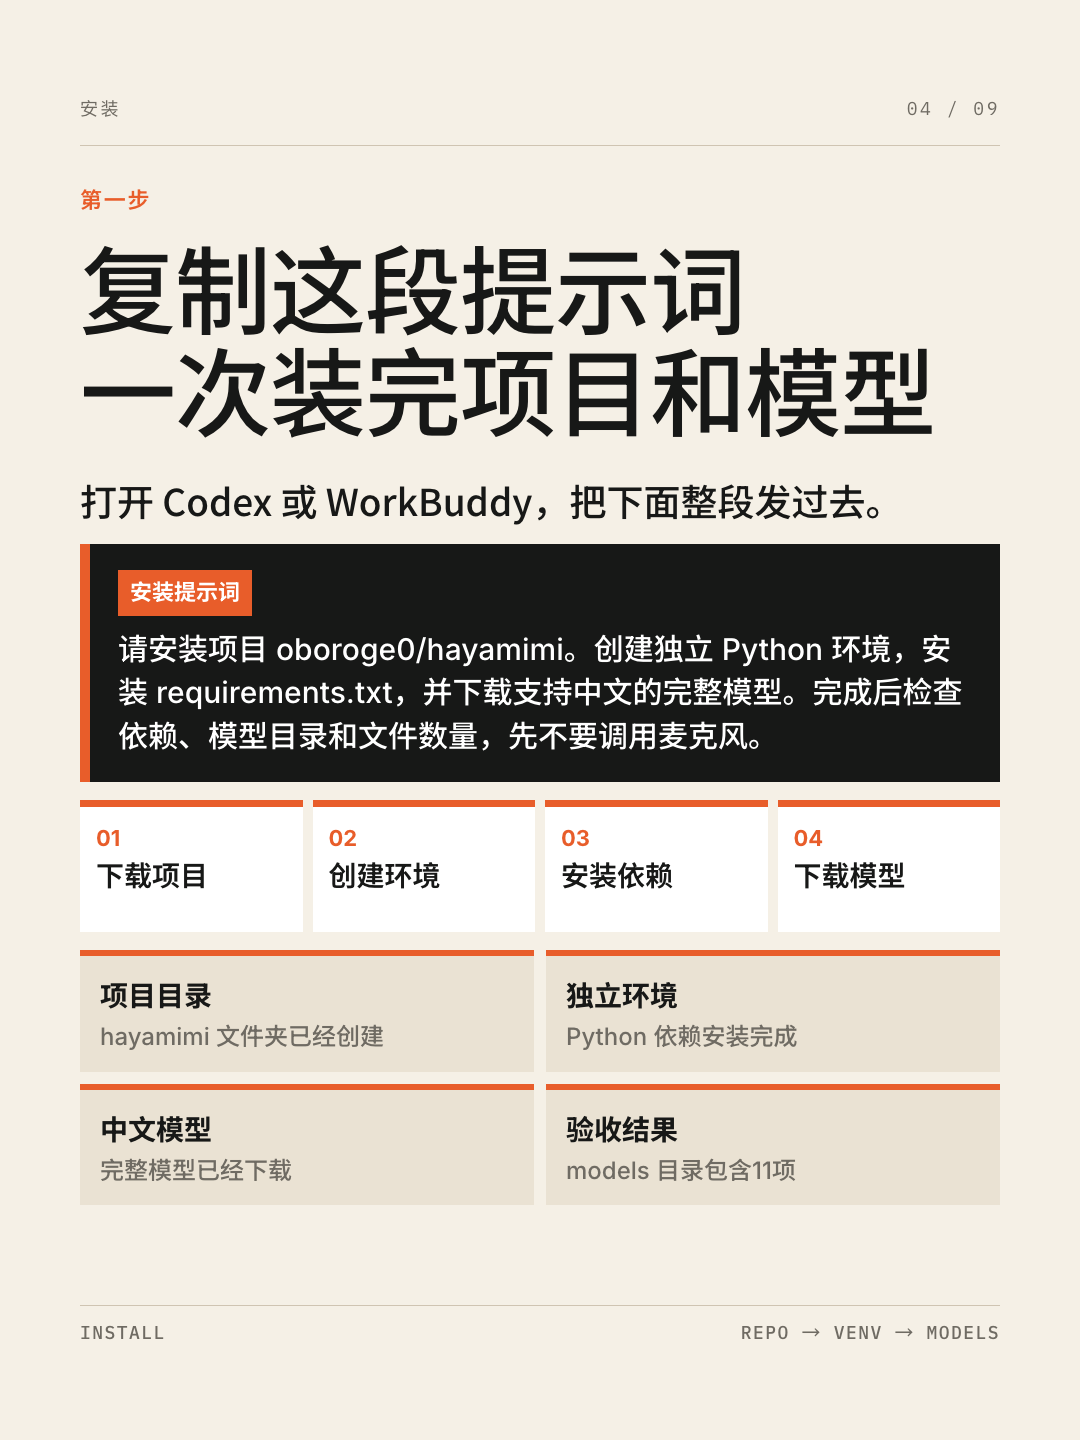 安装
04 / 09
第一步
复制这段提示词
一次装完项目和模型
打开 Codex 或 WorkBuddy，把下面整段发过去。
安装提示词
请安装项目 oboroge0/hayamimi。创建独立 Python 环境，安
装 requirements.txt，并下载支持中文的完整模型。完成后检查
依赖、模型目录和文件数量，先不要调用麦克风。
01
下载项目
02
创建环境
03
安装依赖
04
下载模型
项目目录
hayamimi 文件夹已经创建
独立环境
Python 依赖安装完成
中文模型
完整模型已经下载
验收结果
models 目录包含11项
INSTALL
REPO → VENV → MODELS